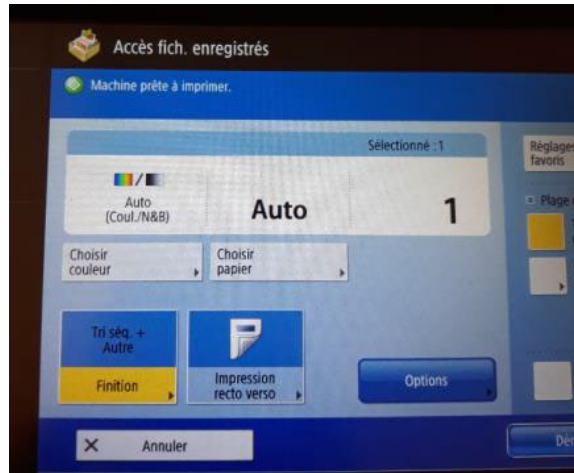 Accès fich. enregistrés
Machine prête à imprimer.
Sélectionné : 1
Auto
(Coul./N&B)
Auto
1
Choisir
couleur
Choisir
papier
Tri séq. +
Autre
Finition
Impression
recto verso
Options
Annuler
Réglages
favoris
Plage